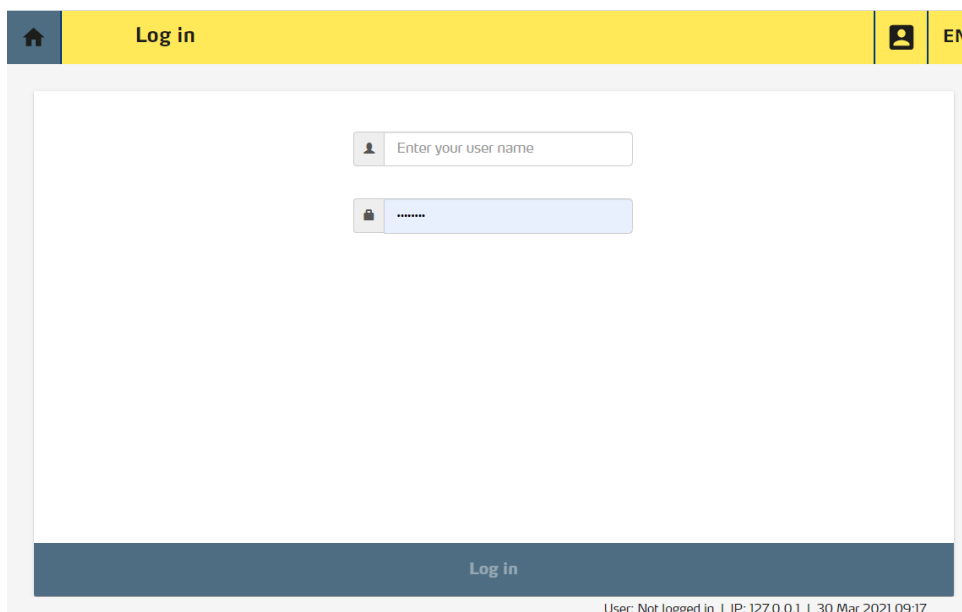 Log in
EN
Enter your user name
••••••••
Log in
User: Not logged in | IP: 127.0.0.1 | 30 Mar 2021 09:17